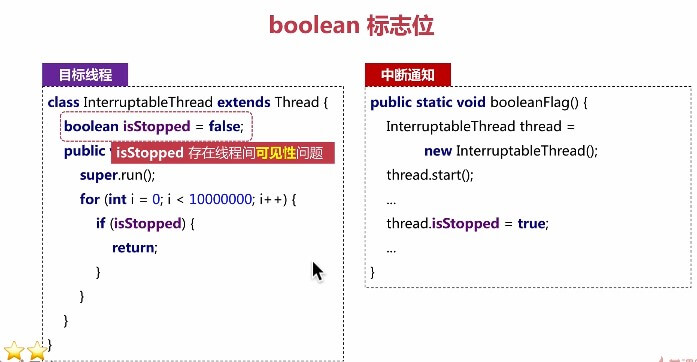 boolean 标志位
目标线程
class InterruptableThread extends Thread {
boolean isStopped = false;
public
isStopped 存在线程间可见性问题
super.run();
for (int i = 0; i < 10000000; i++) {
if (isStopped) {
return;
}
}
}
}
中断通知
public static void booleanFlag() {
InterruptableThread thread =
new InterruptableThread();
thread.start();
...
thread.isStopped = true;
...
}